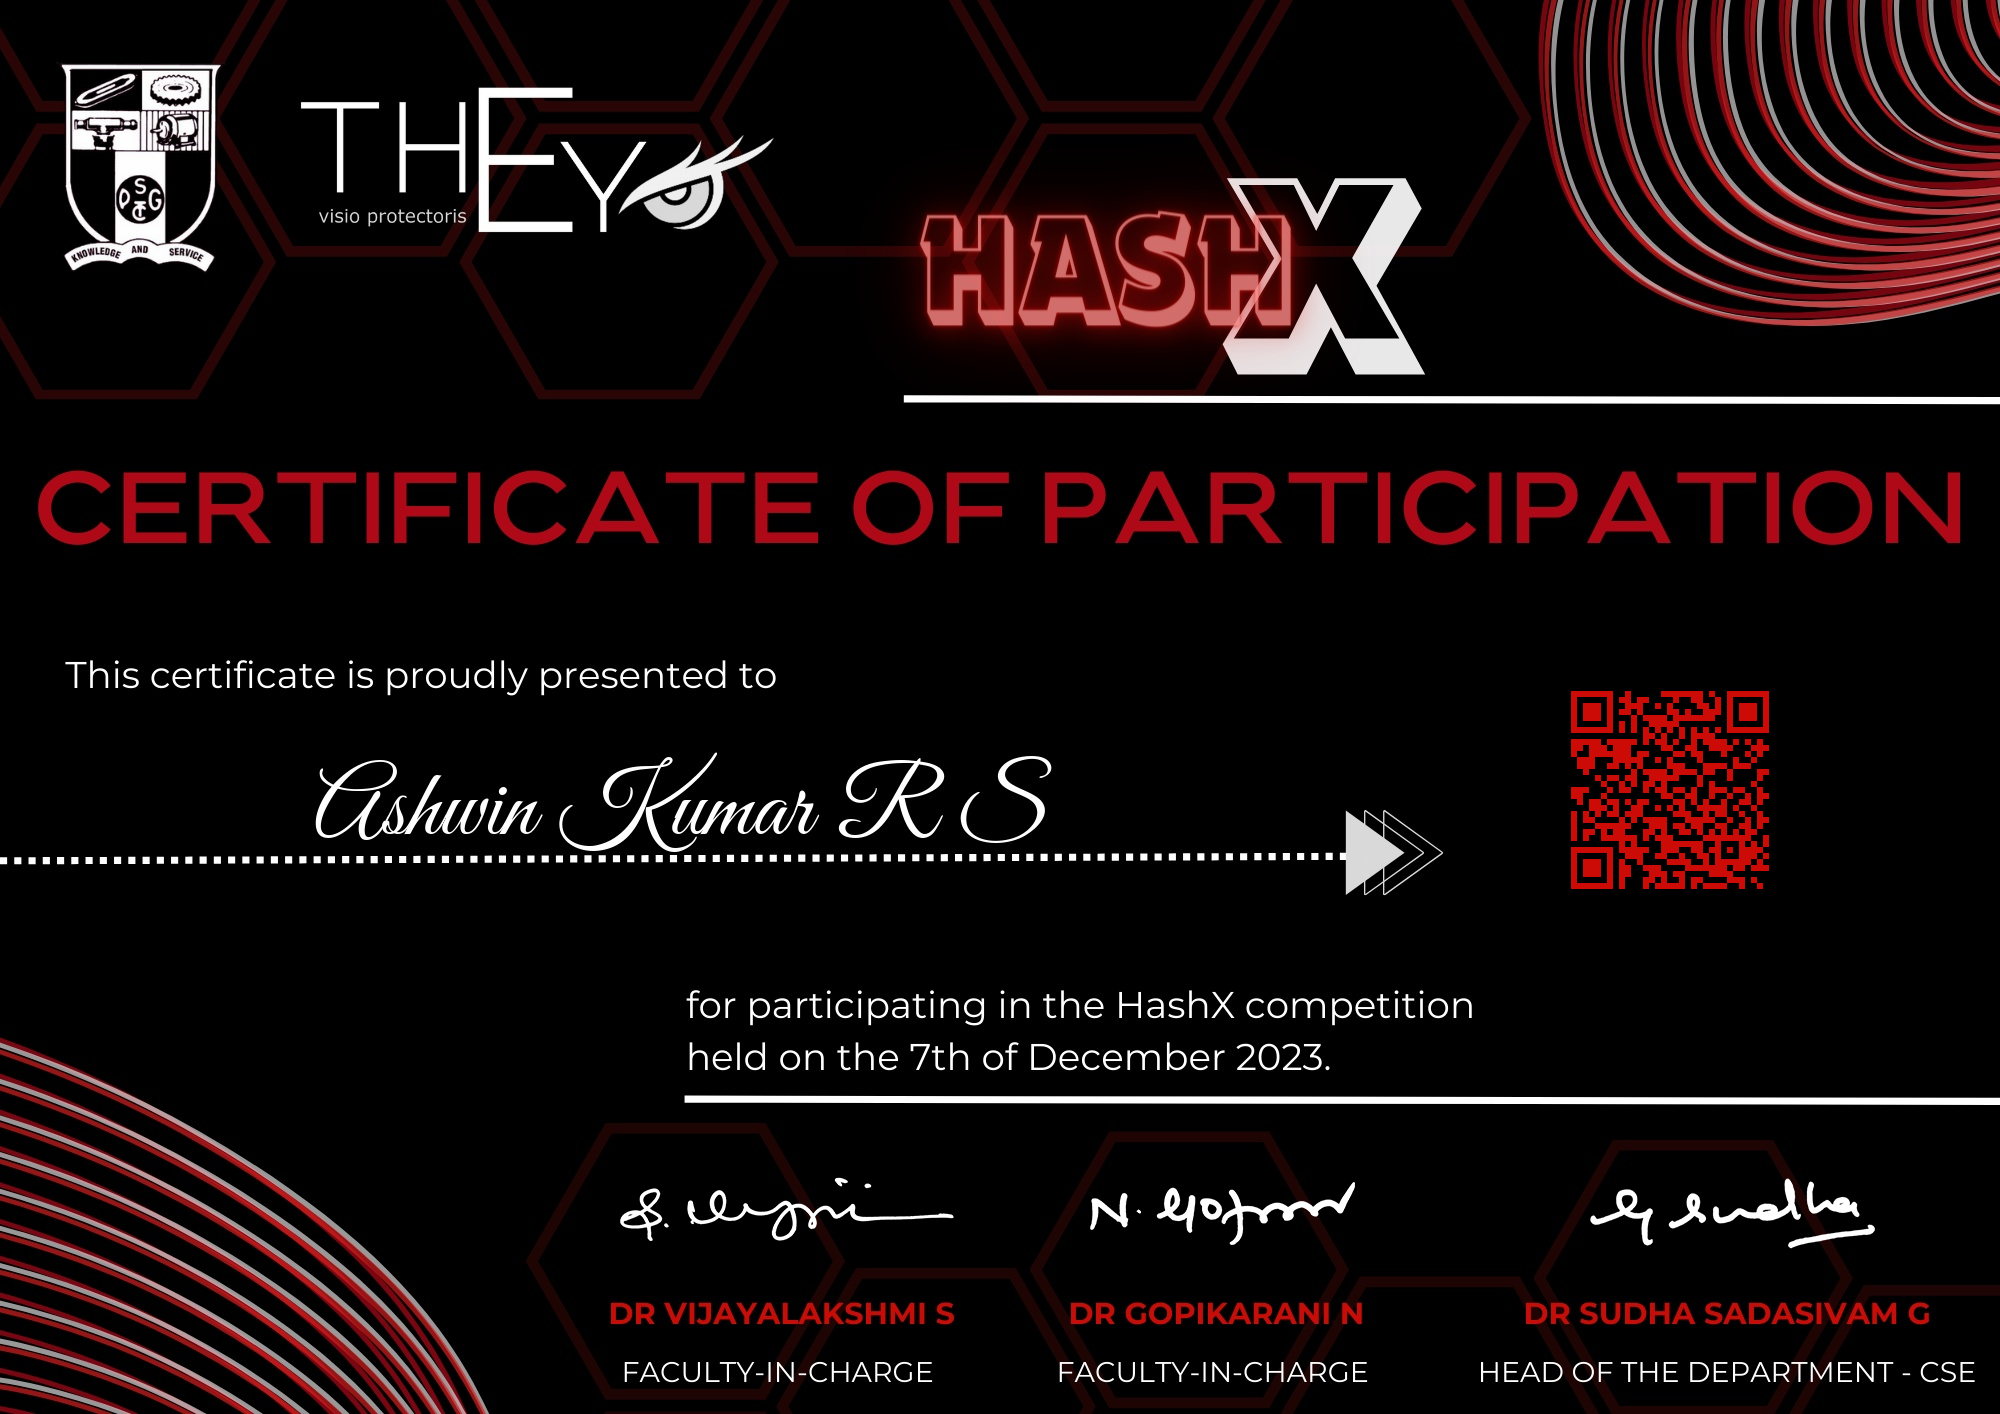 THEY
visio protectoris
PSG
CT
KNOWLEDGE AND SERVICE
HASHX
CERTIFICATE OF PARTICIPATION
This certificate is proudly presented to
Ashwin Kumar R S
for participating in the HashX competition
held on the 7th of December 2023.
N.
G Sudha
DR VIJAYALAKSHMI S
DR GOPIKARANI N
DR SUDHA SADASIVAM G
FACULTY-IN-CHARGE
FACULTY-IN-CHARGE
HEAD OF THE DEPARTMENT - CSE